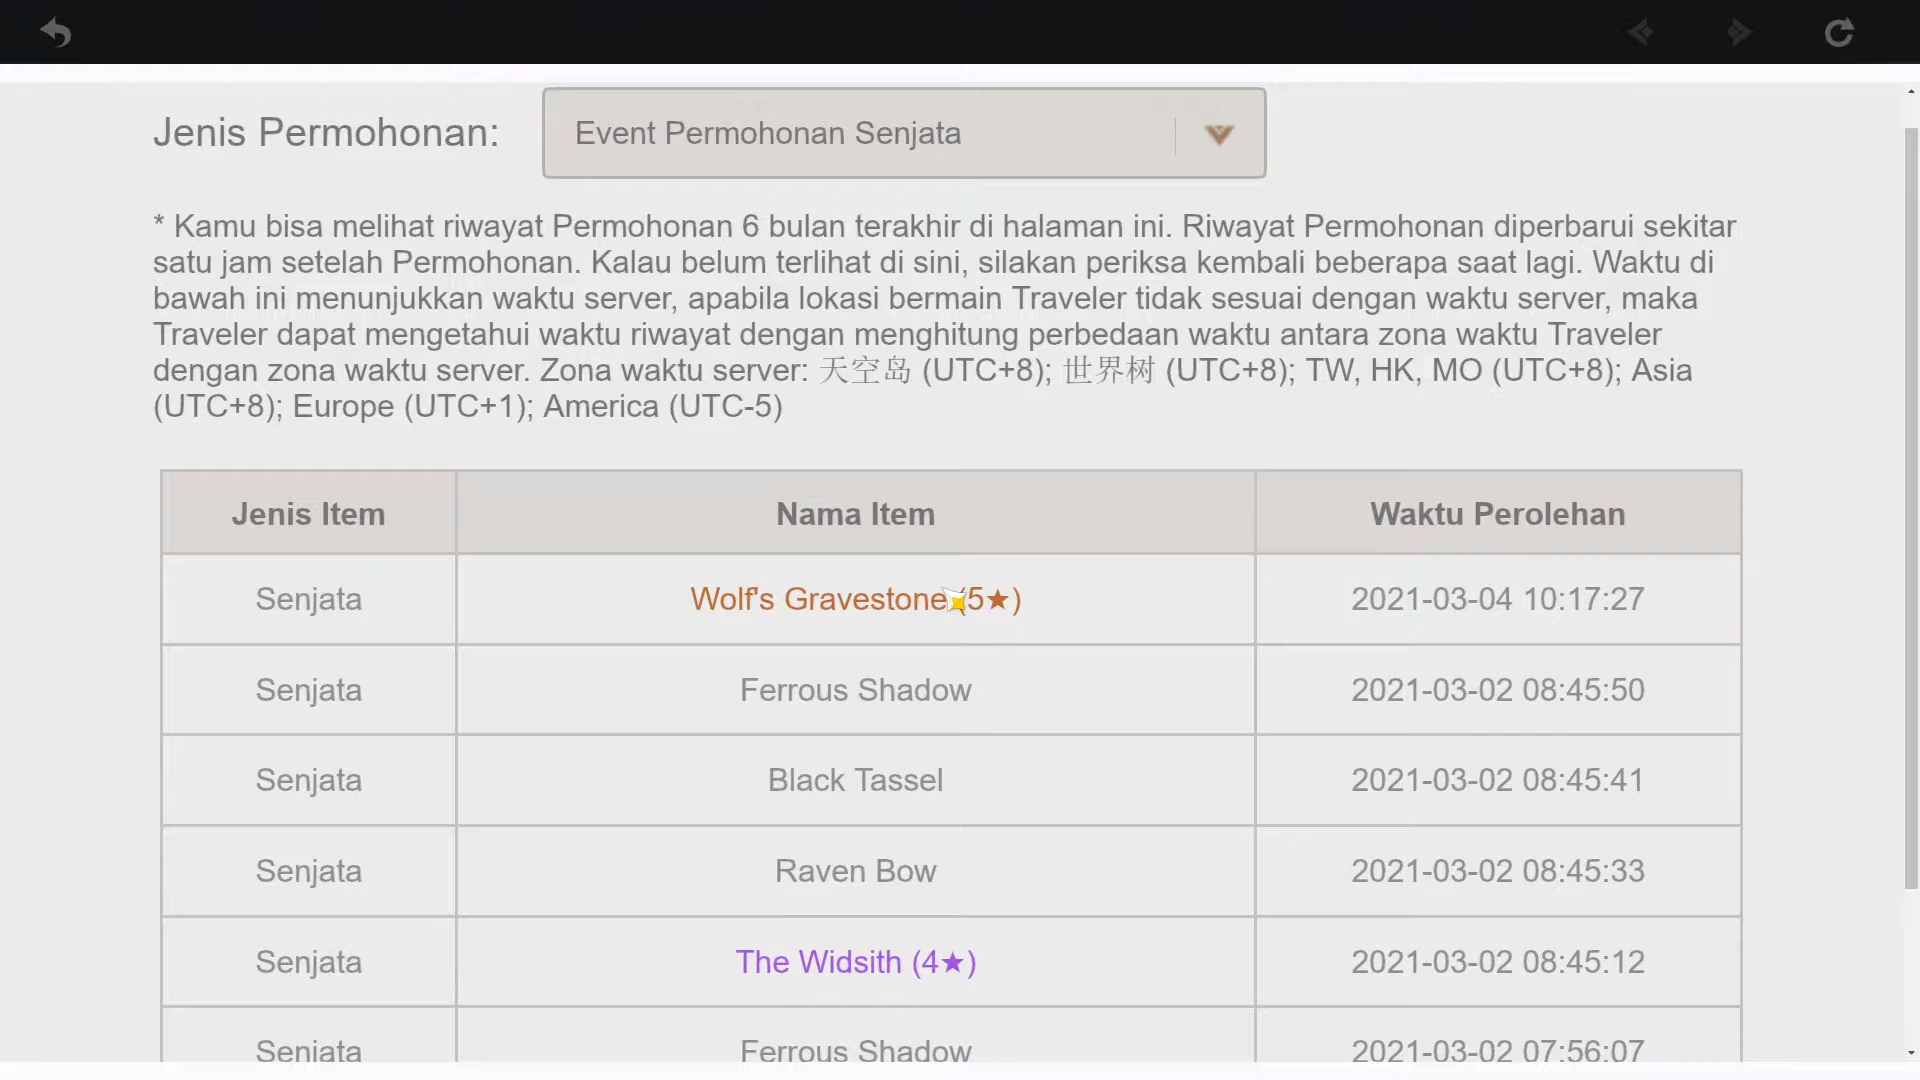 Jenis Permohonan: Event Permohonan Senjata
* Kamu bisa melihat riwayat Permohonan 6 bulan terakhir di halaman ini. Riwayat Permohonan diperbarui sekitar
satu jam setelah Permohonan. Kalau belum terlihat di sini, silakan periksa kembali beberapa saat lagi. Waktu di
bawah ini menunjukkan waktu server, apabila lokasi bermain Traveler tidak sesuai dengan waktu server, maka
Traveler dapat mengetahui waktu riwayat dengan menghitung perbedaan waktu antara zona waktu Traveler
dengan zona waktu server. Zona waktu server: 天空岛 (UTC+8); 世界树 (UTC+8); TW, HK, MO (UTC+8); Asia
(UTC+8); Europe (UTC+1); America (UTC-5)
Jenis Item Nama Item Waktu Perolehan
Senjata Wolf's Gravestone (5★) 2021-03-04 10:17:27
Senjata Ferrous Shadow 2021-03-02 08:45:50
Senjata Black Tassel 2021-03-02 08:45:41
Senjata Raven Bow 2021-03-02 08:45:33
Senjata The Widsith (4★) 2021-03-02 08:45:12
Senjata Ferrous Shadow 2021-03-02 07:56:07